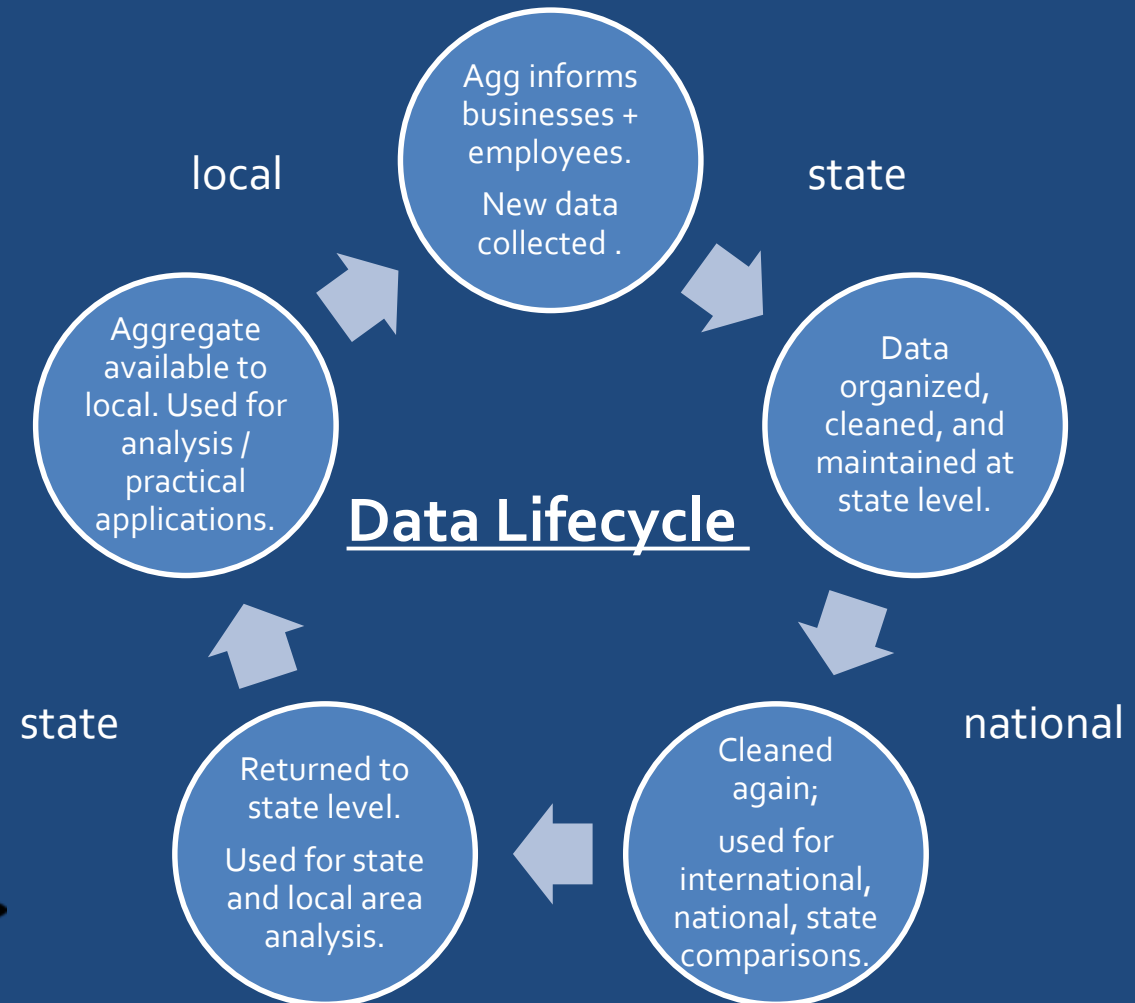 Agg informs
businesses +
employees.
New data
collected .
local
state
Aggregate
available to
local. Used for
analysis /
practical
applications.
Data
organized,
cleaned, and
maintained at
state level.
Data Lifecycle
state
national
Returned to
state level.
Used for state
and local area
analysis.
Cleaned
again;
used for
international,
national, state
comparisons.